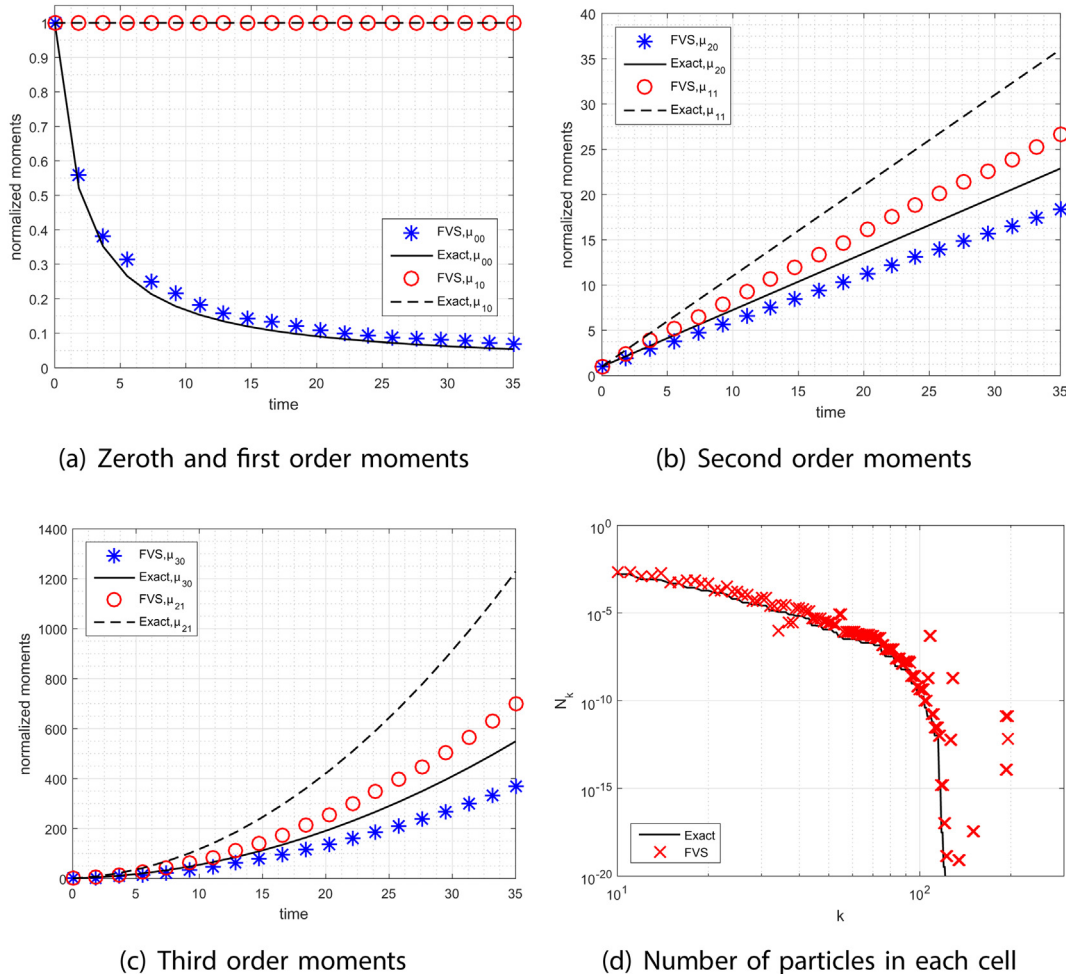 1
0.9
0.8
0.7
0.6
0.5
0.4
0.3
0.2
0.1
0
normalized moments
FVS,μ00
Exact,μ00
FVS,μ10
Exact,μ10
0 5 10 15 20 25 30 35
time
(a) Zeroth and first order moments
40
35
30
25
20
15
10
5
0
normalized moments
FVS,μ20
Exact,μ20
FVS,μ11
Exact,μ11
0 5 10 15 20 25 30 35
time
(b) Second order moments
1400
1200
1000
800
600
400
200
0
normalized moments
FVS,μ30
Exact,μ30
FVS,μ21
Exact,μ21
0 5 10 15 20 25 30 35
time
(c) Third order moments
10^0
10^-5
10^-10
10^-15
10^-20
N_k
Exact
FVS
10^1 10^2
k
(d) Number of particles in each cell